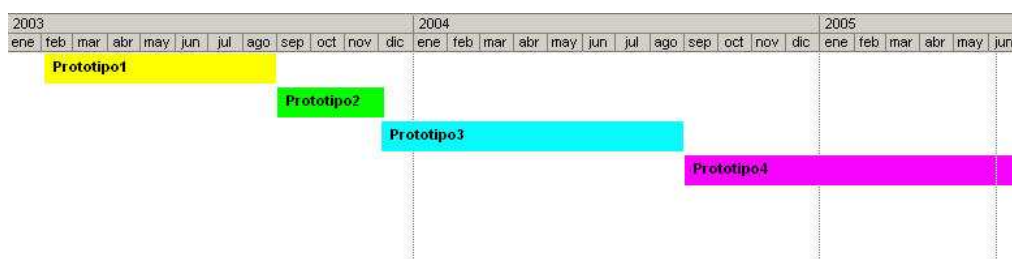 2003 2004 2005
ene feb mar abr may jun jul ago sep oct nov dic ene feb mar abr may jun jul ago sep oct nov dic ene feb mar abr may jun
Prototipo1
Prototipo2
Prototipo3
Prototipo4